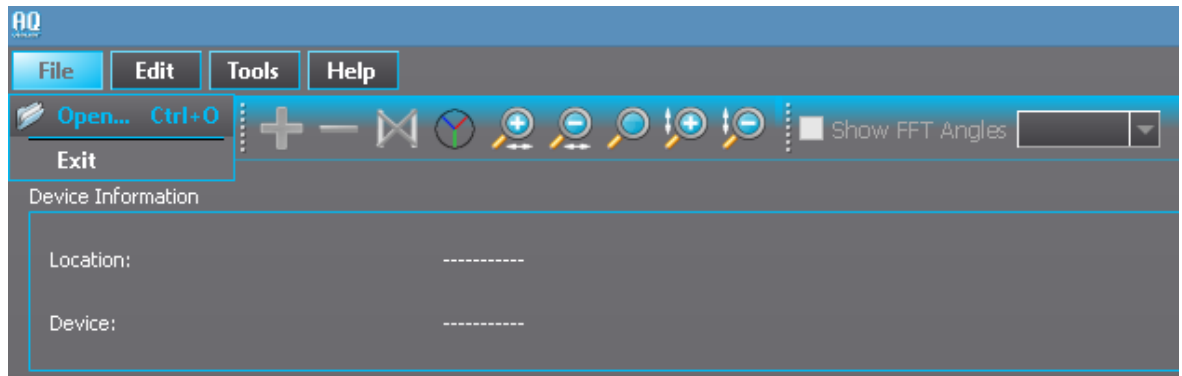 AQ
File Edit Tools Help
Open... Ctrl+O
Show FFT Angles
Exit
Device Information
Location: -----------
Device: -----------